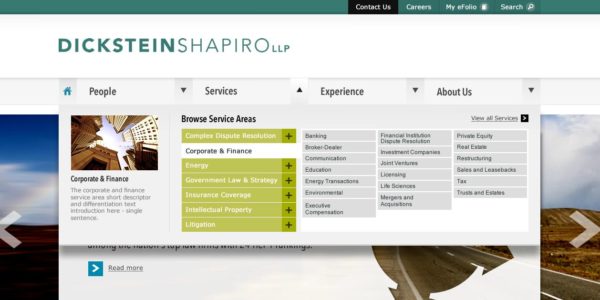 Contact Us
Careers
My eFolio
Search
DICKSTEINSHAPIRO LLP
People
Services
Experience
About Us
Browse Service Areas
View all Services
Corporate & Finance
The corporate and finance
service area short descriptor
and differentiation text
introduction here - single
sentence.
Complex Dispute Resolution
Corporate & Finance
Energy
Government Law & Strategy
Insurance Coverage
Intellectual Property
Litigation
Banking
Broker-Dealer
Communication
Education
Energy Transactions
Environmental
Executive
Compensation
Financial Institution
Dispute Resolution
Investment Companies
Joint Ventures
Licensing
Life Sciences
Mergers and
Acquisitions
Private Equity
Real Estate
Restructuring
Sales and Leasebacks
Tax
Trusts and Estates
among the nation's top law firms with 24 Tier 1 rankings.
Read more